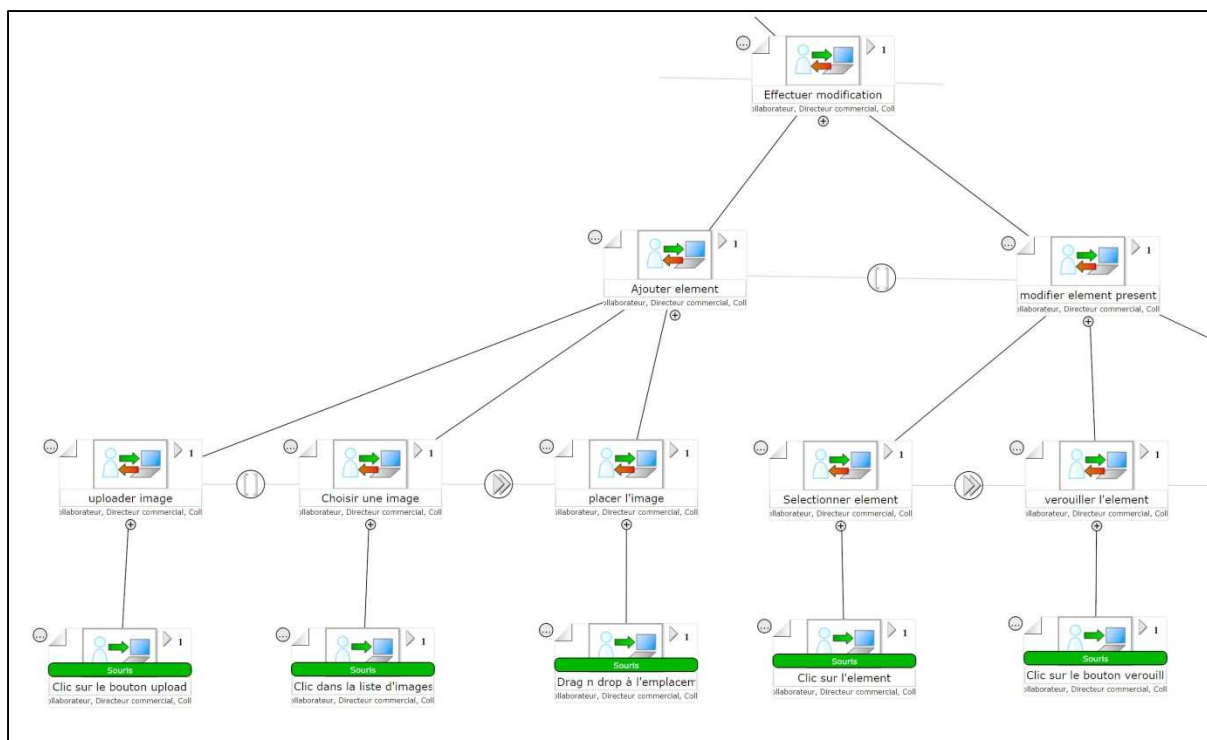 1
Effectuer modification
ollaborateur, Directeur commercial, Coll
1
Ajouter element
ollaborateur, Directeur commercial, Coll
1
modifier element present
ollaborateur, Directeur commercial, Coll
1
uploader image
ollaborateur, Directeur commercial, Coll
1
Choisir une image
ollaborateur, Directeur commercial, Coll
1
placer l'image
ollaborateur, Directeur commercial, Coll
1
Selectionner element
ollaborateur, Directeur commercial, Coll
1
verouiller l'element
ollaborateur, Directeur commercial, Coll
1
Souris
Clic sur le bouton upload
ollaborateur, Directeur commercial, Coll
1
Souris
Clic dans la liste d'images
ollaborateur, Directeur commercial, Coll
1
Souris
Drag n drop à l'emplacem
ollaborateur, Directeur commercial, Coll
1
Souris
Clic sur l'element
ollaborateur, Directeur commercial, Coll
1
Souris
Clic sur le bouton verouill
ollaborateur, Directeur commercial, Coll